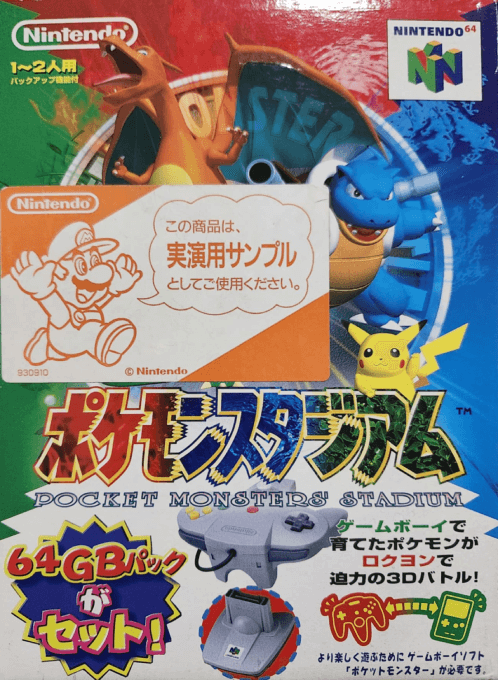 Nintendo®
NINTENDO 64
N
1〜2人用
バックアップ機能付
MONSTER
Nintendo®
この商品は、
実演用サンプル
としてご使用ください。
930910
© Nintendo
ポケモンスタジアム
TM
POCKET MONSTERS' STADIUM
64GBパック
が
セット!
ゲームボーイで
育てたポケモンが
ロクヨンで
迫力の3Dバトル!
より楽しく遊ぶために ゲームボーイソフト
「ポケットモンスター」が必要です。